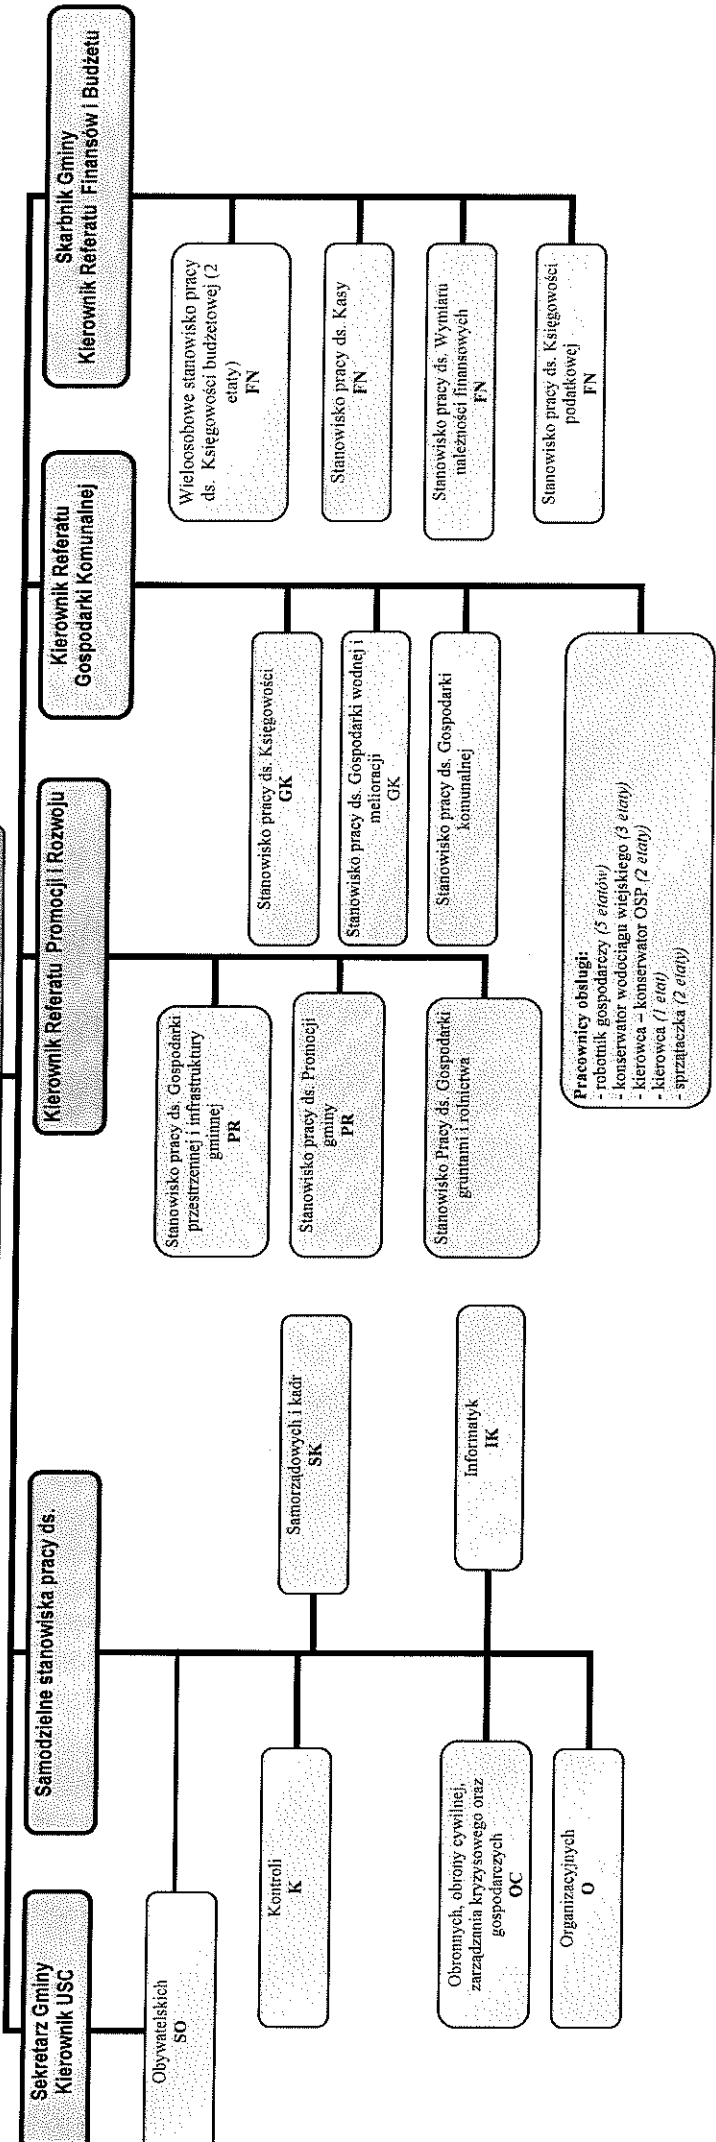 Sekretarz Gminy
Kierownik USC
Obywatelskich
SO
Samodzielne stanowiska pracy ds.
Kontroli
K
Obronnych, obrony cywilnej,
zarządzania kryzysowego oraz
gospodarczych
OC
Organizacyjnych
O
Samorządowych i kadr
SK
Informatyk
IK
Kierownik Referatu Promocji i Rozwoju
Stanowisko pracy ds. Gospodarki
przestrzennej i infrastruktury
gminnej
PR
Stanowisko pracy ds. Promocji
gminy
PR
Stanowisko Pracy ds. Gospodarki
gruntami i rolnictwa
Kierownik Referatu
Gospodarki Komunalnej
Stanowisko pracy ds. Księgowości
GK
Stanowisko pracy ds. Gospodarki wodnej i
melioracji
GK
Stanowisko pracy ds. Gospodarki
komunalnej
Pracownicy obsługi:
- robotnik gospodarczy (5 etatów)
- konserwator wodociągu wiejskiego (3 etaty)
- kierowca – konserwator OSP (2 etaty)
- kierowca (1 etat)
- sprzątaczka (2 etaty)
Skarbnik Gminy
Kierownik Referatu Finansów i Budżetu
Wieloosobowe stanowisko pracy
ds. Księgowości budżetowej (2
etaty)
FN
Stanowisko pracy ds. Kasy
FN
Stanowisko pracy ds. Wymiaru
należności finansowych
FN
Stanowisko pracy ds. Księgowości
podatkowej
FN